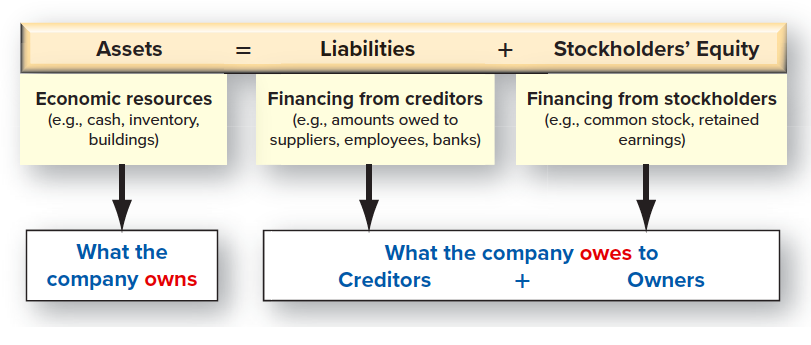 Assets = Liabilities + Stockholders’ Equity
Economic resources
(e.g., cash, inventory,
buildings)
Financing from creditors
(e.g., amounts owed to
suppliers, employees, banks)
Financing from stockholders
(e.g., common stock, retained
earnings)
What the
company owns
What the company owes to
Creditors + Owners